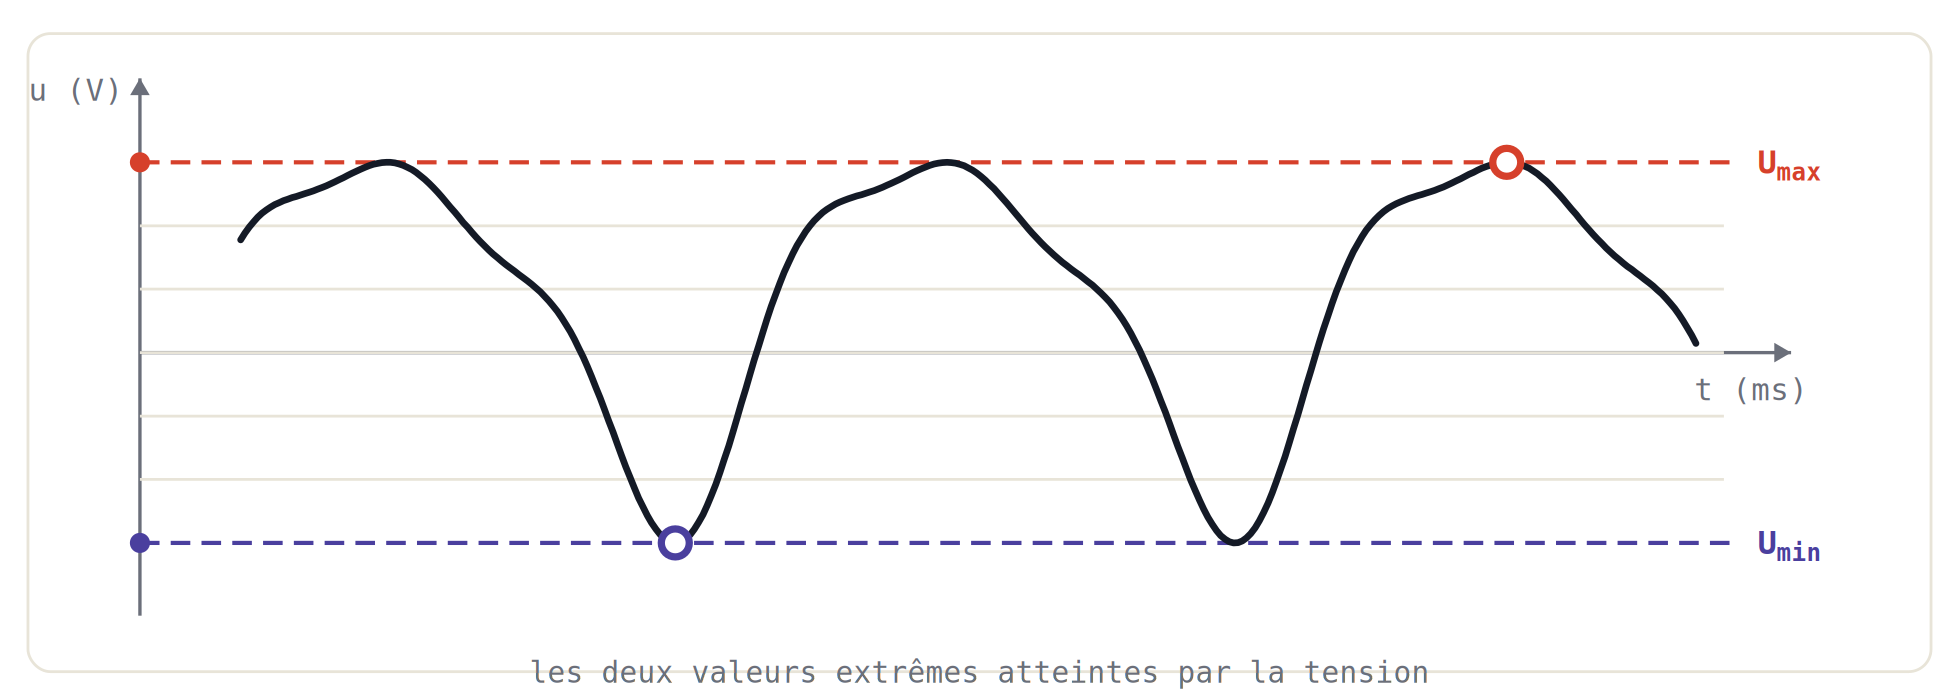 u (V)
Umax
t (ms)
Umin
les deux valeurs extrêmes atteintes par la tension